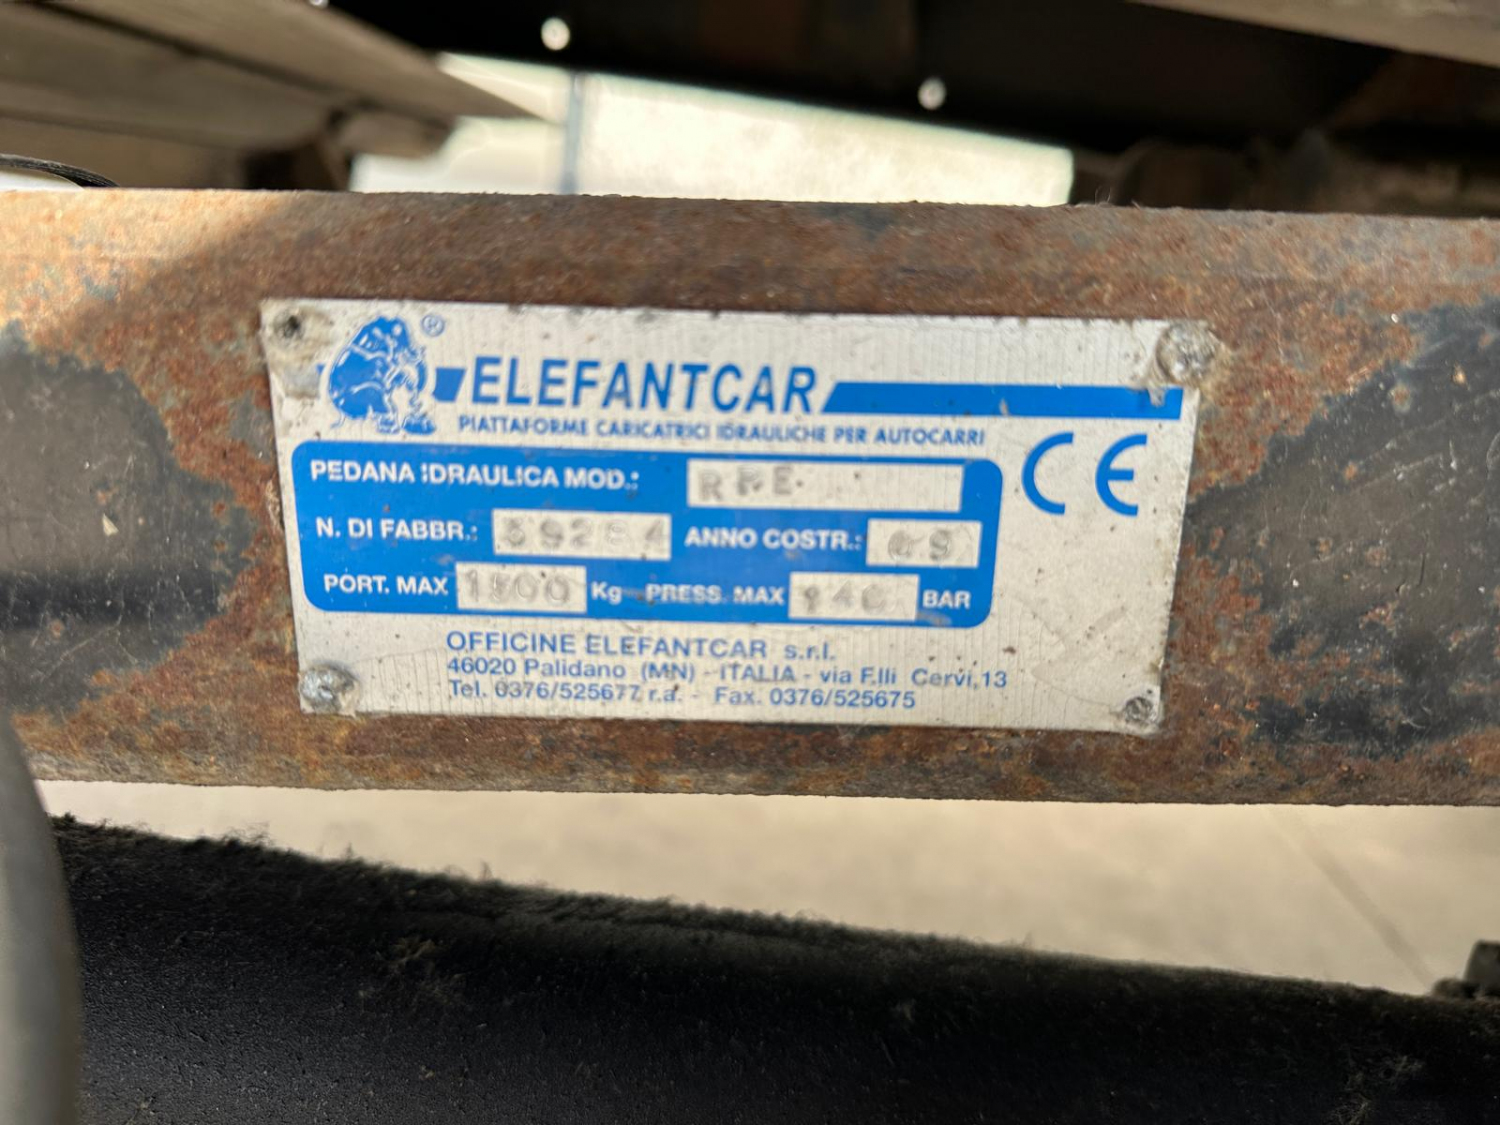 ®
ELEFANTCAR
PIATTAFORME CARICATRICI IDRAULICHE PER AUTOCARRI
CE
PEDANA IDRAULICA MOD.:
N. DI FABBR.: ANNO COSTR.:
PORT. MAX 1500 Kg PRESS. MAX BAR
OFFICINE ELEFANTCAR s.r.l.
46020 Palidano (MN) - ITALIA - via F.lli Cervi,13
Tel. 0376/525677 r.a. - Fax. 0376/525675